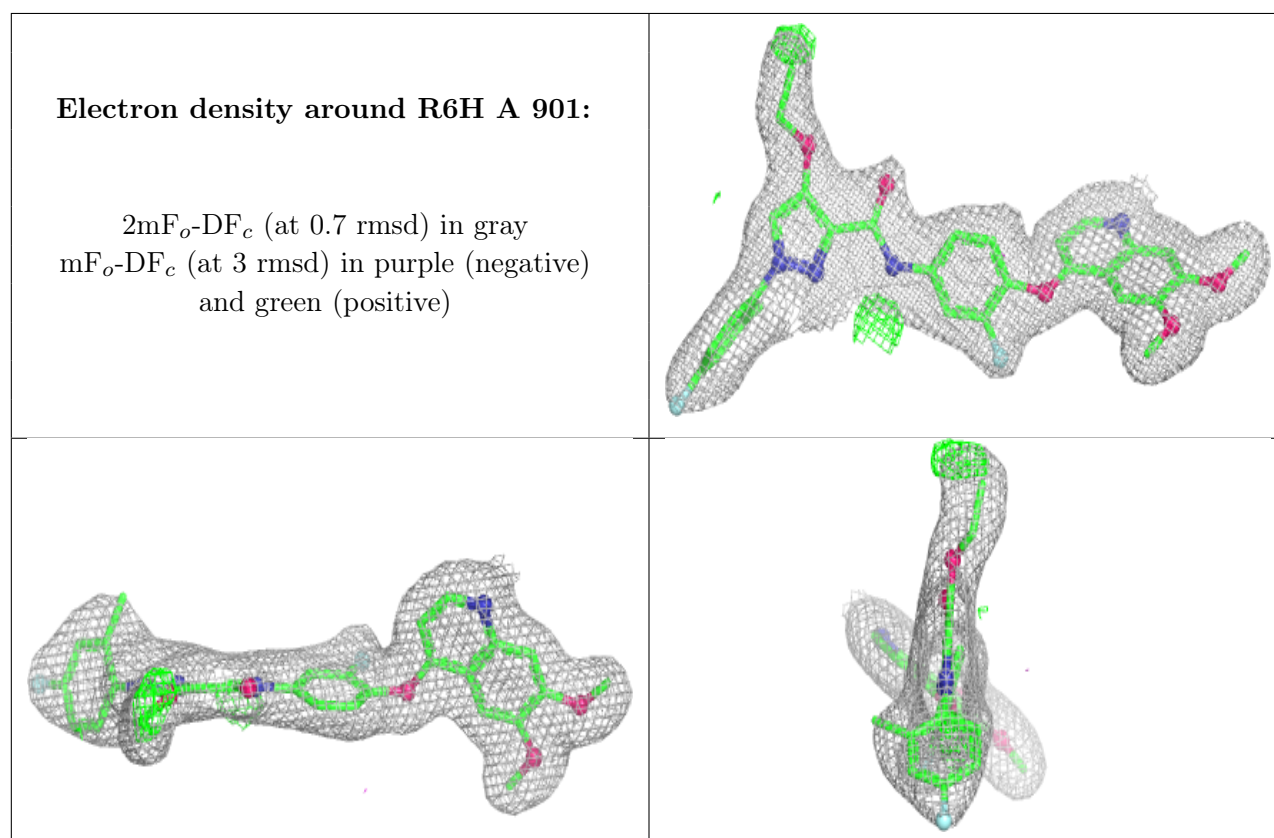 Electron density around R6H A 901:
2mFo-DFc (at 0.7 rmsd) in gray
mFo-DFc (at 3 rmsd) in purple (negative)
and green (positive)